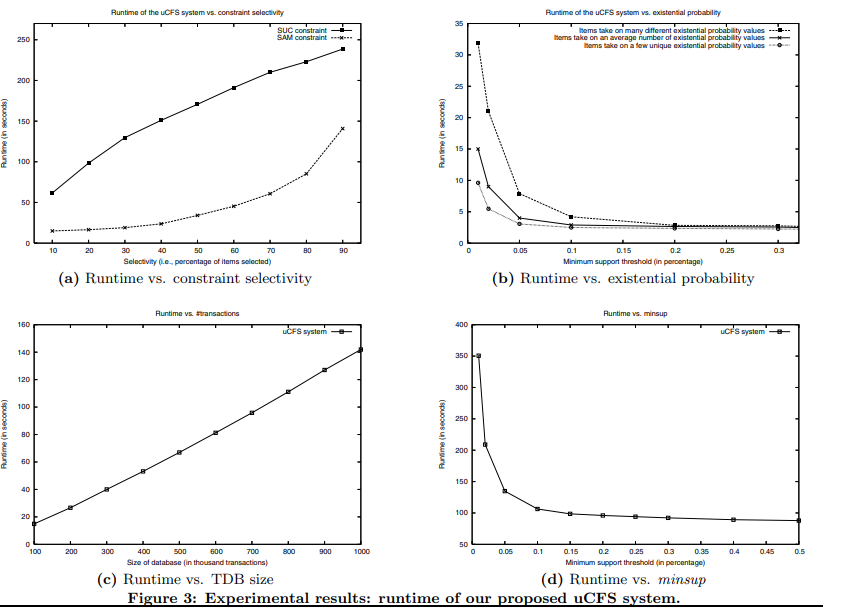 Runtime of the uCFS system vs. constraint selectivity
SUC constraint
SAM constraint
Runtime (in seconds)
250
200
150
100
50
0
10 20 30 40 50 60 70 80 90
Selectivity (i.e., percentage of items selected)
(a) Runtime vs. constraint selectivity
Runtime of the uCFS system vs. existential probability
Items take on many different existential probability values
Items take on an average number of existential probability values
Items take on a few unique existential probability values
Runtime (in seconds)
35
30
25
20
15
10
5
0
0 0.05 0.1 0.15 0.2 0.25 0.3
Minimum support threshold (in percentage)
(b) Runtime vs. existential probability
Runtime vs. #transactions
uCFS system
Runtime (in seconds)
160
140
120
100
80
60
40
20
0
100 200 300 400 500 600 700 800 900 1000
Size of database (in thousand transactions)
(c) Runtime vs. TDB size
Runtime vs. minsup
uCFS system
Runtime (in seconds)
400
350
300
250
200
150
100
50
0 0.05 0.1 0.15 0.2 0.25 0.3 0.35 0.4 0.45 0.5
Minimum support threshold (in percentage)
(d) Runtime vs. minsup
Figure 3: Experimental results: runtime of our proposed uCFS system.